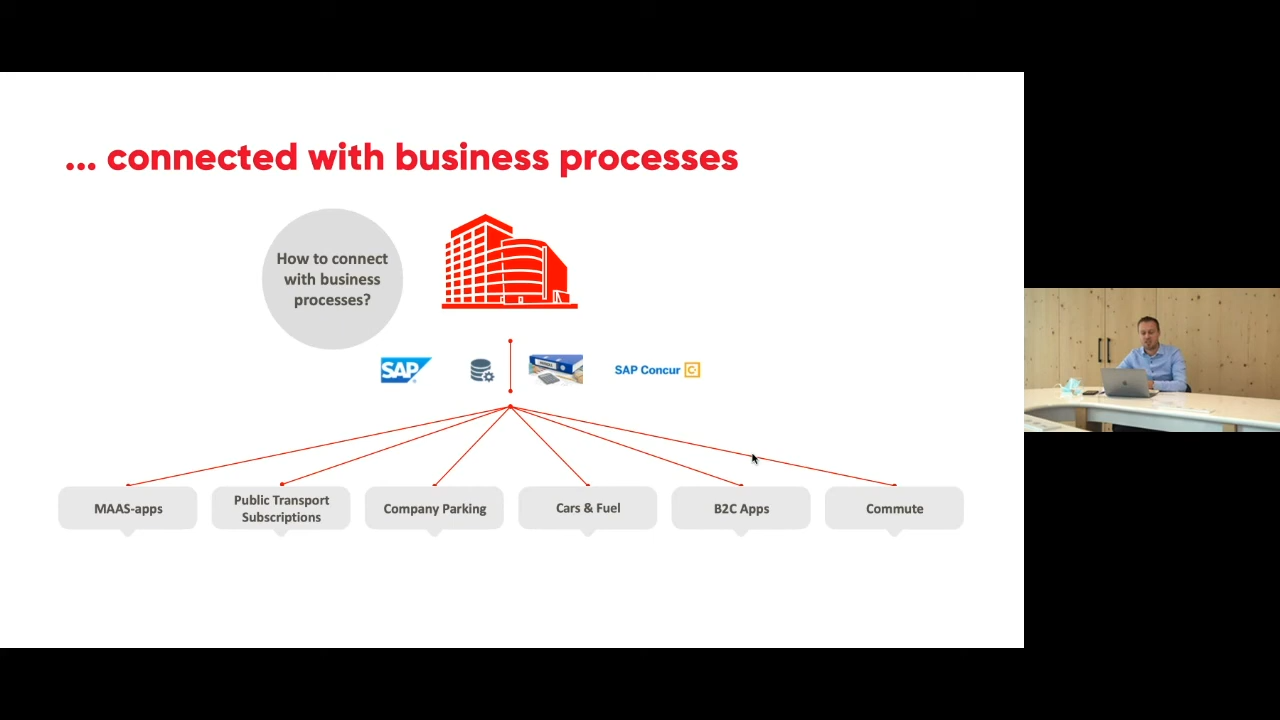 ... connected with business processes
How to connect
with business
processes?
SAP
SAP Concur C
MAAS-apps
Public Transport
Subscriptions
Company Parking
Cars & Fuel
B2C Apps
Commute